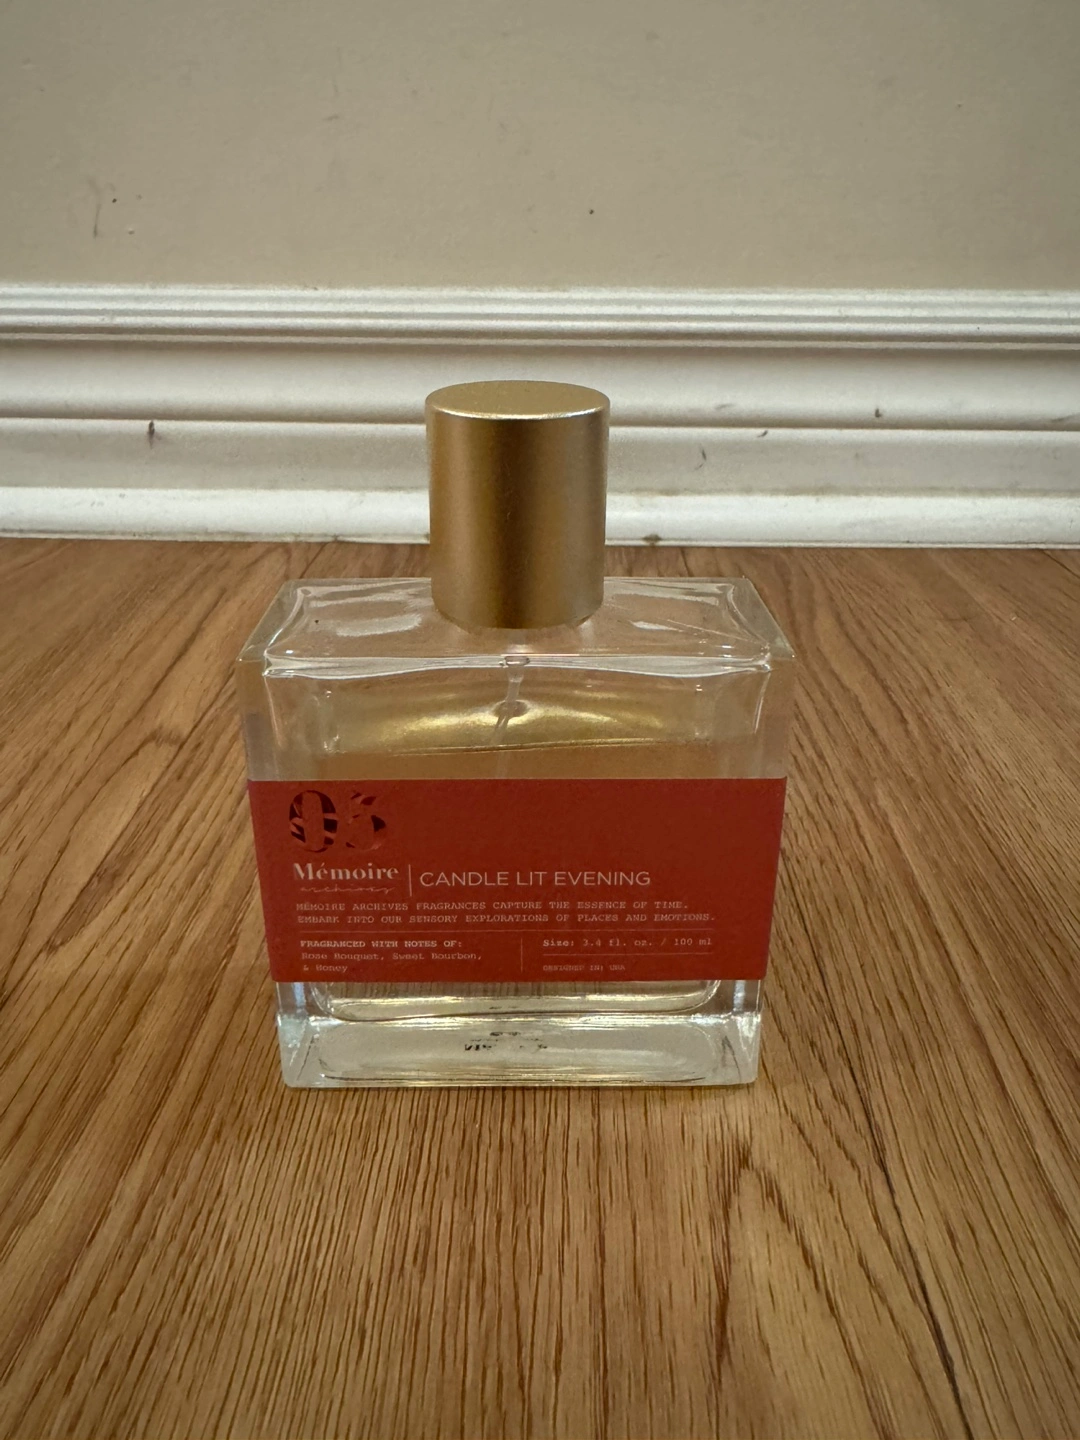 05
Mémoire
archives
CANDLE LIT EVENING
MÉMOIRE ARCHIVES FRAGRANCES CAPTURE THE ESSENCE OF TIME.
EMBARK INTO OUR SENSORY EXPLORATIONS OF PLACES AND EMOTIONS.
FRAGRANCED WITH NOTES OF:
Rose Bouquet, Sweet Bourbon,
& Honey
Size: 3.4 fl. oz. / 100 ml
DESIGNED IN: USA